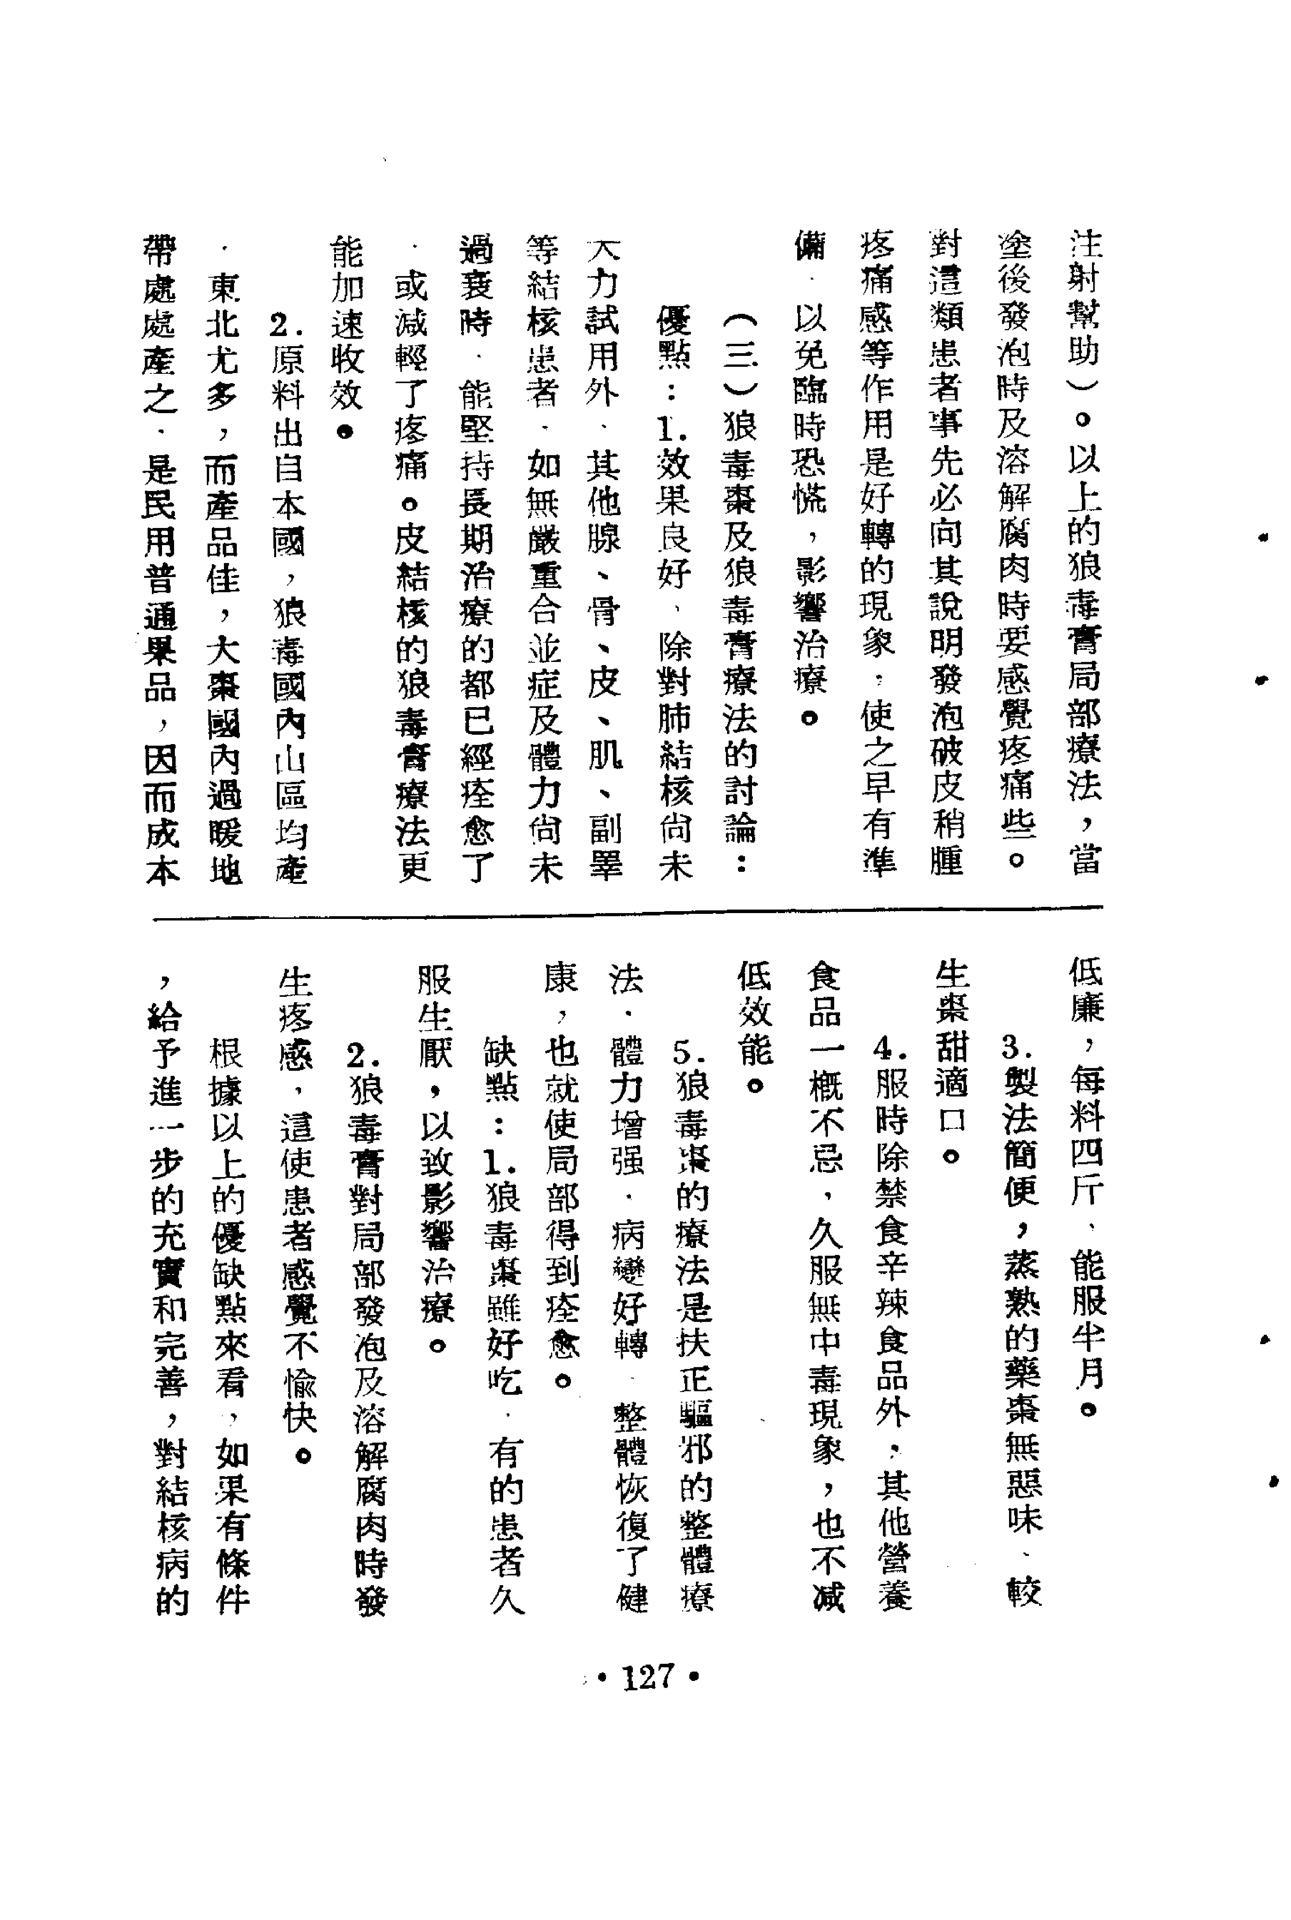 注射幫助)。以上的狼毒膏局部療法，當
塗後發泡時及溶解腐肉時要感覺疼痛些。
對這類患者事先必向其說明發泡破皮稍腫
疼痛感等作用是好轉的現象，使之早有準
備，以免臨時恐慌，影響治療。
(三)狼毒棗及狼毒膏療法的討論：
優點：1.效果良好、除對肺結核尚未
大力試用外、其他腺、骨、皮、肌、副睪
等結核患者，如無嚴重合並症及體力尚未
過衰時，能堅持長期治療的都已經痊愈了
，或減輕了疼痛。皮結核的狼毒膏療法更
能加速收效。
2.原料出自本國，狼毒國內山區均產
，東北尤多，而產品佳，大棗國內過暖地
帶處處產之，是民用普通果品，因而成本
低廉，每料四斤、能服半月。
3.製法簡便，蒸熟的藥棗無惡味、較
生棗甜適口。
4.服時除禁食辛辣食品外，其他營養
食品一概不忌，久服無中毒現象，也不減
低效能。
5.狼毒棗的療法是扶正驅邪的整體療
法，體力增强，病變好轉 整體恢復了健
康，也就使局部得到痊愈。
缺點：1.狼毒棗雖好吃，有的患者久
服生厭，以致影響治療。
2.狼毒膏對局部發泡及溶解腐肉時發
生疼感，這使患者感覺不愉快。
根據以上的優缺點來看，如果有條件
，給予進一步的充實和完善，對結核病的
·127·